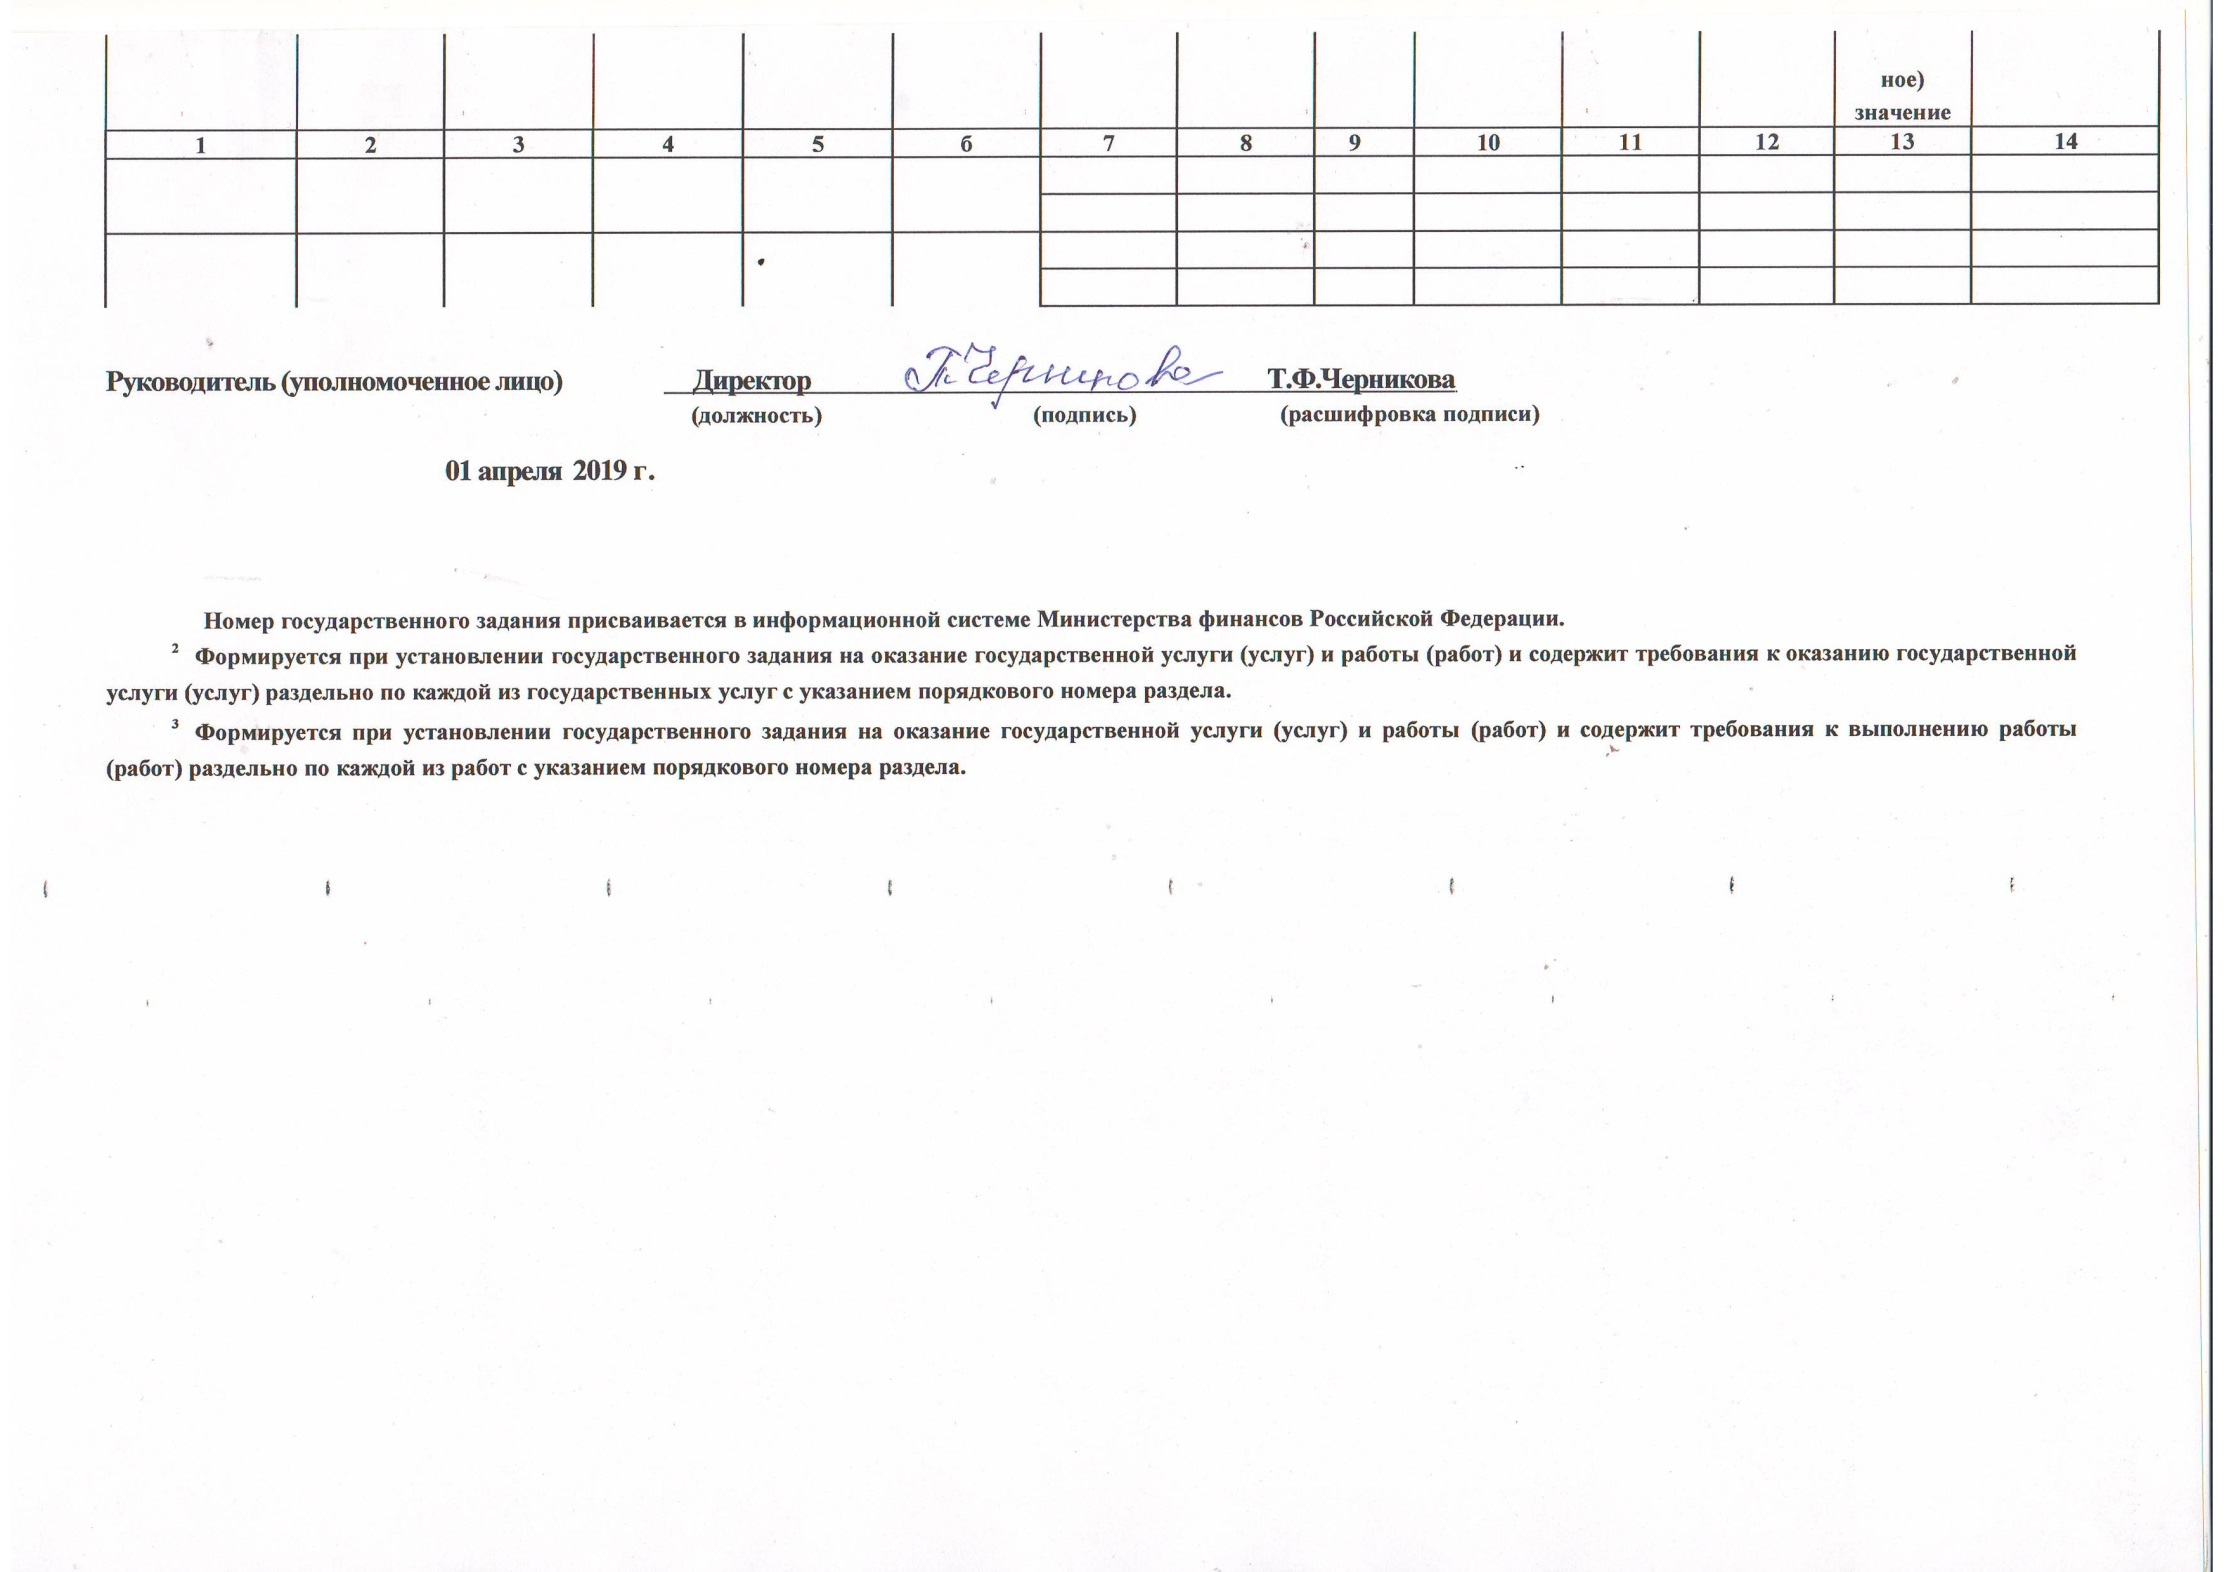 ное)
значение
1 2 3 4 5 6 7 8 9 10 11 12 13 14
Руководитель (уполномоченное лицо) Директор Т.Черникова Т.Ф.Черникова
(должность) (подпись) (расшифровка подписи)
01 апреля 2019 г.
Номер государственного задания присваивается в информационной системе Министерства финансов Российской Федерации.
2 Формируется при установлении государственного задания на оказание государственной услуги (услуг) и работы (работ) и содержит требования к оказанию государственной
услуги (услуг) раздельно по каждой из государственных услуг с указанием порядкового номера раздела.
3 Формируется при установлении государственного задания на оказание государственной услуги (услуг) и работы (работ) и содержит требования к выполнению работы
(работ) раздельно по каждой из работ с указанием порядкового номера раздела.